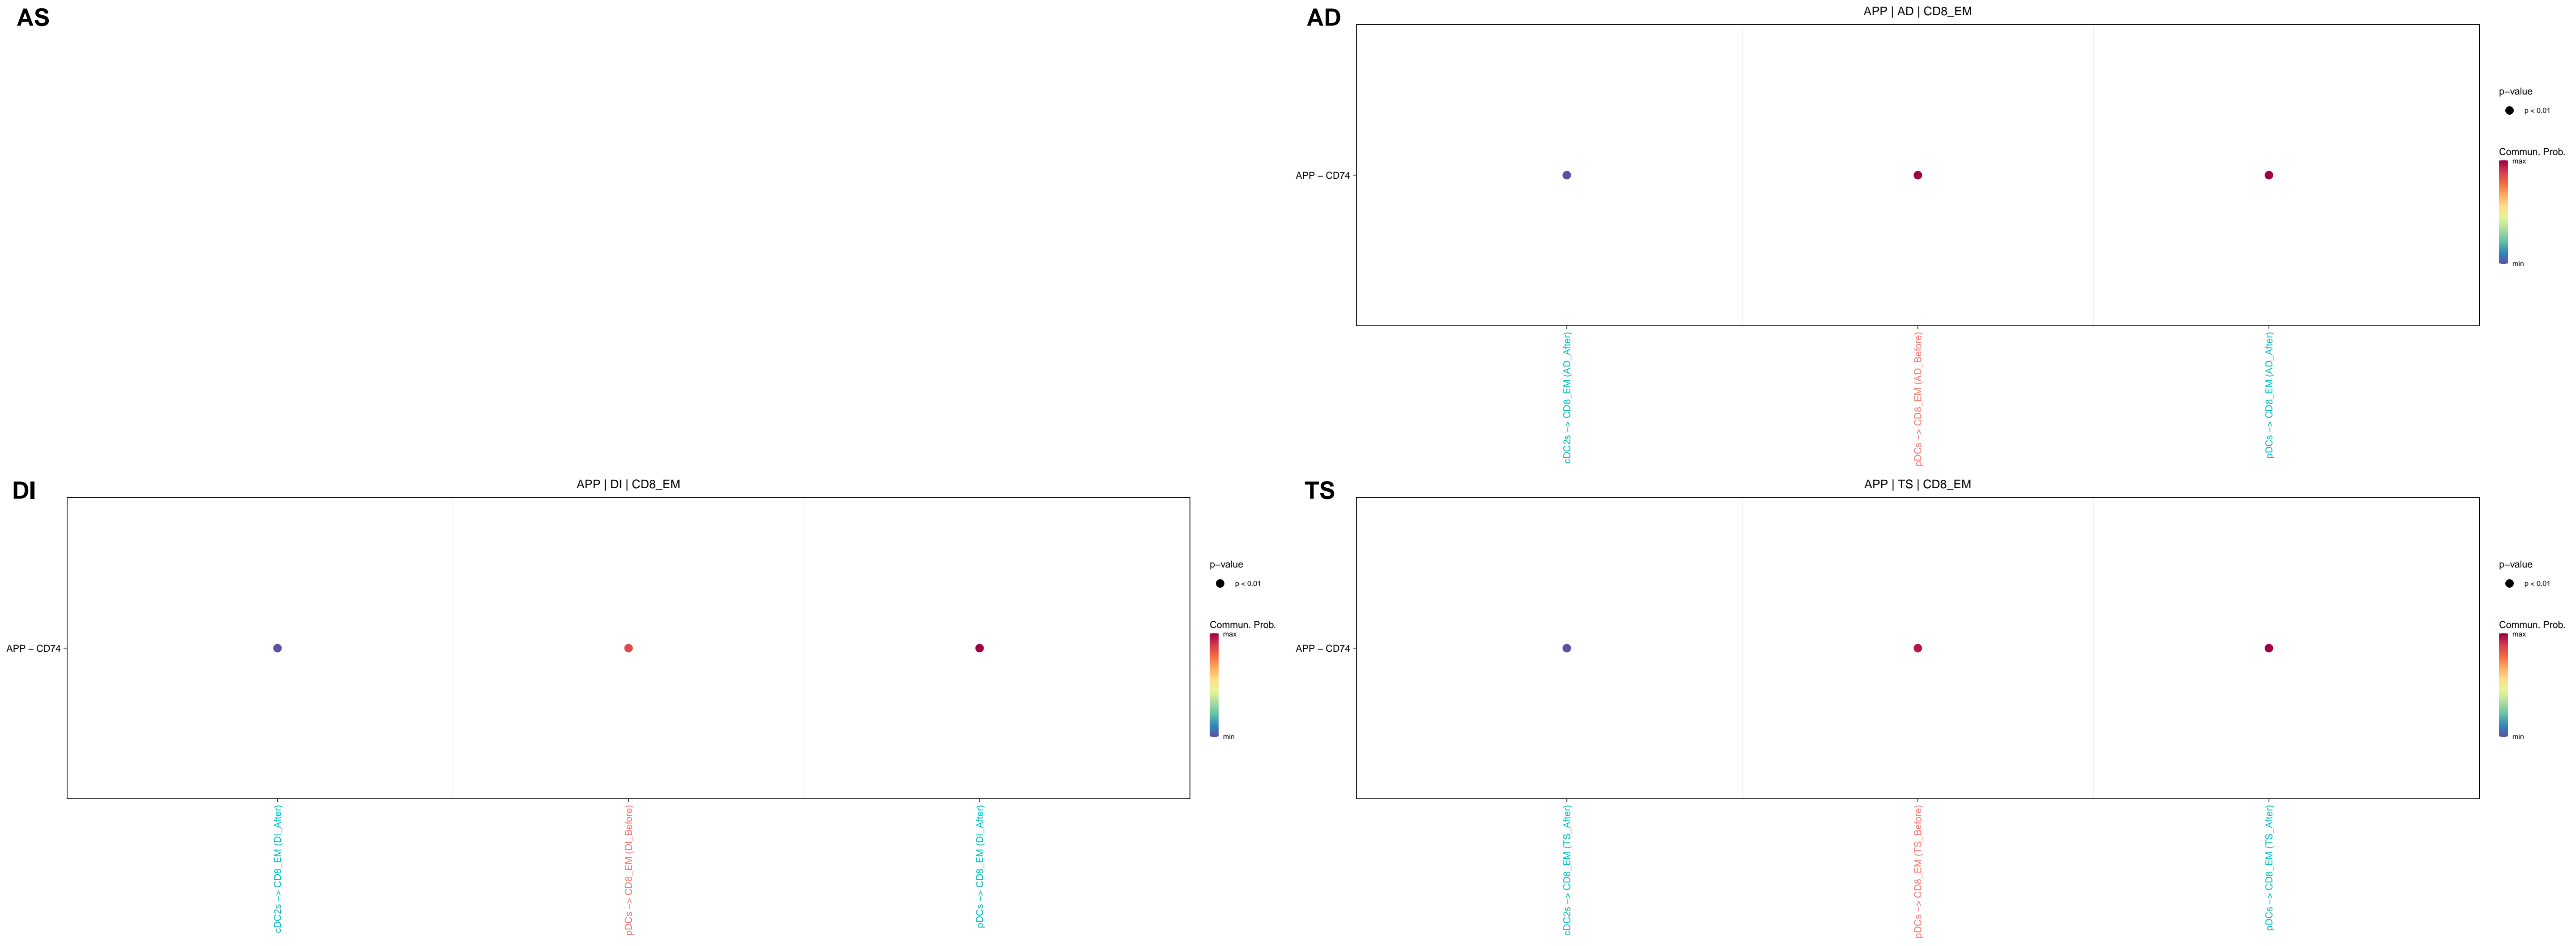 AS
AD
APP | AD | CD8_EM
APP − CD74
cDC2s −> CD8_EM (AD_After)
pDCs −> CD8_EM (AD_Before)
pDCs −> CD8_EM (AD_After)
p−value
p < 0.01
Commun. Prob.
max
min
DI
APP | DI | CD8_EM
APP − CD74
cDC2s −> CD8_EM (DI_After)
pDCs −> CD8_EM (DI_Before)
pDCs −> CD8_EM (DI_After)
p−value
p < 0.01
Commun. Prob.
max
min
TS
APP | TS | CD8_EM
APP − CD74
cDC2s −> CD8_EM (TS_After)
pDCs −> CD8_EM (TS_Before)
pDCs −> CD8_EM (TS_After)
p−value
p < 0.01
Commun. Prob.
max
min